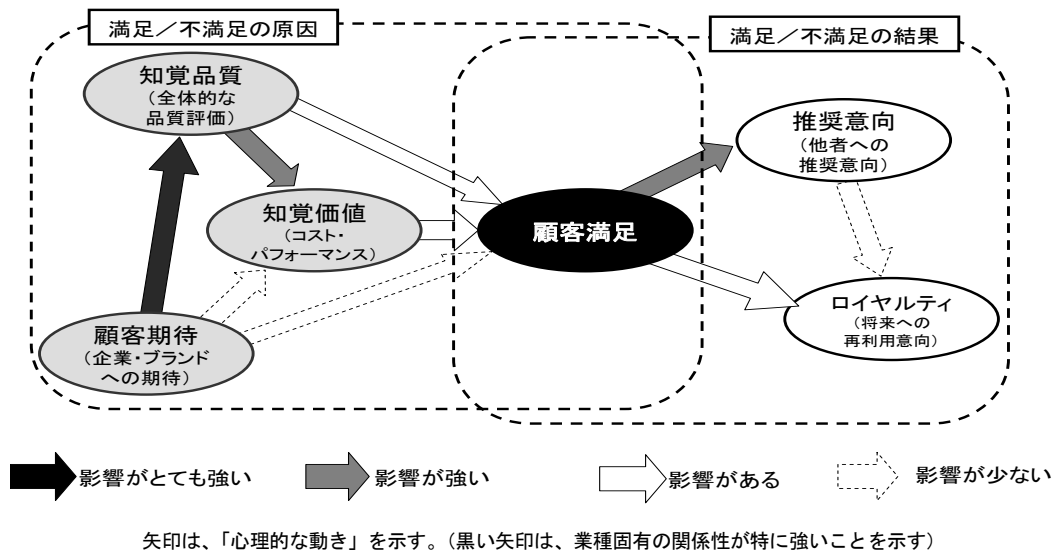 満足／不満足の原因
満足／不満足の結果
知覚品質
（全体的な
品質評価）
推奨意向
（他者への
推奨意向）
知覚価値
（コスト・
パフォーマンス）
顧客満足
顧客期待
（企業・ブランド
への期待）
ロイヤルティ
（将来への
再利用意向）
影響がとても強い
影響が強い
影響がある
影響が少ない
矢印は、「心理的な動き」を示す。（黒い矢印は、業種固有の関係性が特に強いことを示す）